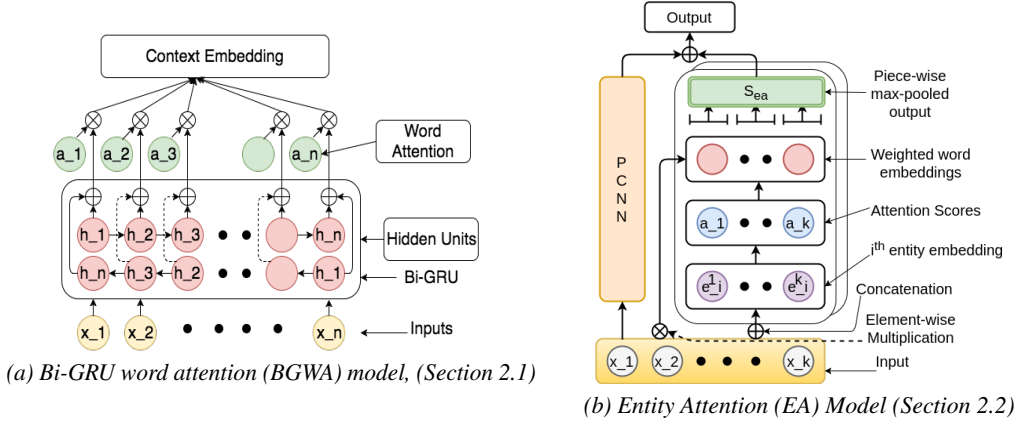 Context Embedding
a_1 a_2 a_3 a_n
Word
Attention
h_1 h_2 h_3 h_n
Hidden Units
h_n h_3 h_2 h_1
Bi-GRU
x_1 x_2 x_n
Inputs
(a) Bi-GRU word attention (BGWA) model, (Section 2.1)
Output
S_ea
Piece-wise
max-pooled
output
P
C
N
N
Weighted word
embeddings
a_1 a_k
Attention Scores
e_i^1 e_i^k
i^th entity embedding
Concatenation
Element-wise
Multiplication
x_1 x_2 x_k
Input
(b) Entity Attention (EA) Model (Section 2.2)